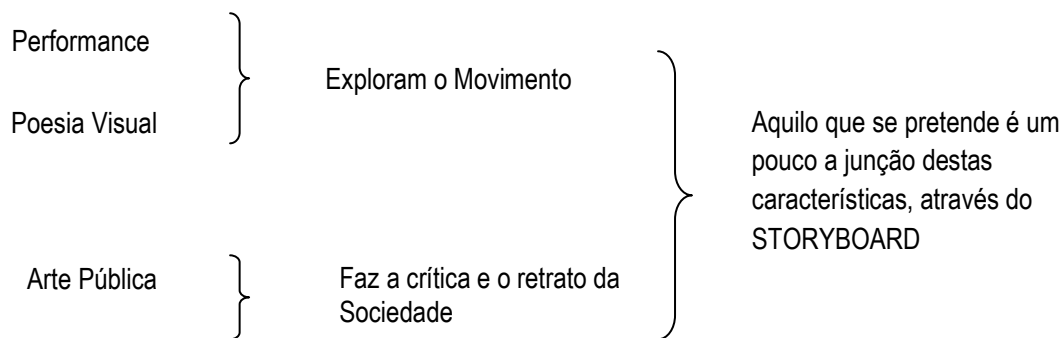 Performance
Poesia Visual
Exploram o Movimento
Arte Pública
Faz a crítica e o retrato da
Sociedade
Aquilo que se pretende é um
pouco a junção destas
características, através do
STORYBOARD